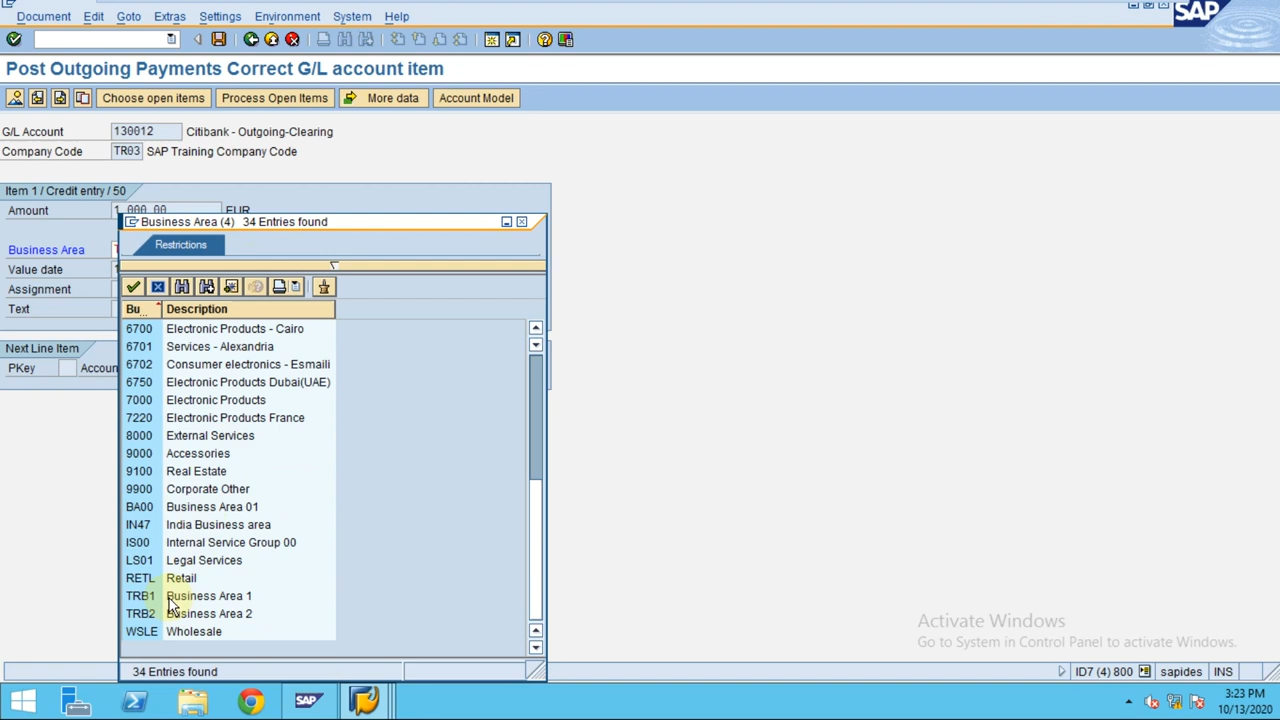 Document Edit Goto Extras Settings Environment System Help
SAP
Post Outgoing Payments Correct G/L account item
Choose open items Process Open Items More data Account Model
G/L Account 130012 Citibank - Outgoing-Clearing
Company Code TR03 SAP Training Company Code
Item 1 / Credit entry / 50
Amount 1,000.00 EUR
Business Area
Value date
Assignment
Text
Next Line Item
PKey Accoun
Business Area (4) 34 Entries found
Restrictions
Bu... Description
6700 Electronic Products - Cairo
6701 Services - Alexandria
6702 Consumer electronics - Esmaili
6750 Electronic Products Dubai(UAE)
7000 Electronic Products
7220 Electronic Products France
8000 External Services
9000 Accessories
9100 Real Estate
9900 Corporate Other
BA00 Business Area 01
IN47 India Business area
IS00 Internal Service Group 00
LS01 Legal Services
RETL Retail
TRB1 Business Area 1
TRB2 Business Area 2
WSLE Wholesale
34 Entries found
Activate Windows
Go to System in Control Panel to activate Windows.
ID7 (4) 800 sapides INS
SAP
3:23 PM
10/13/2020